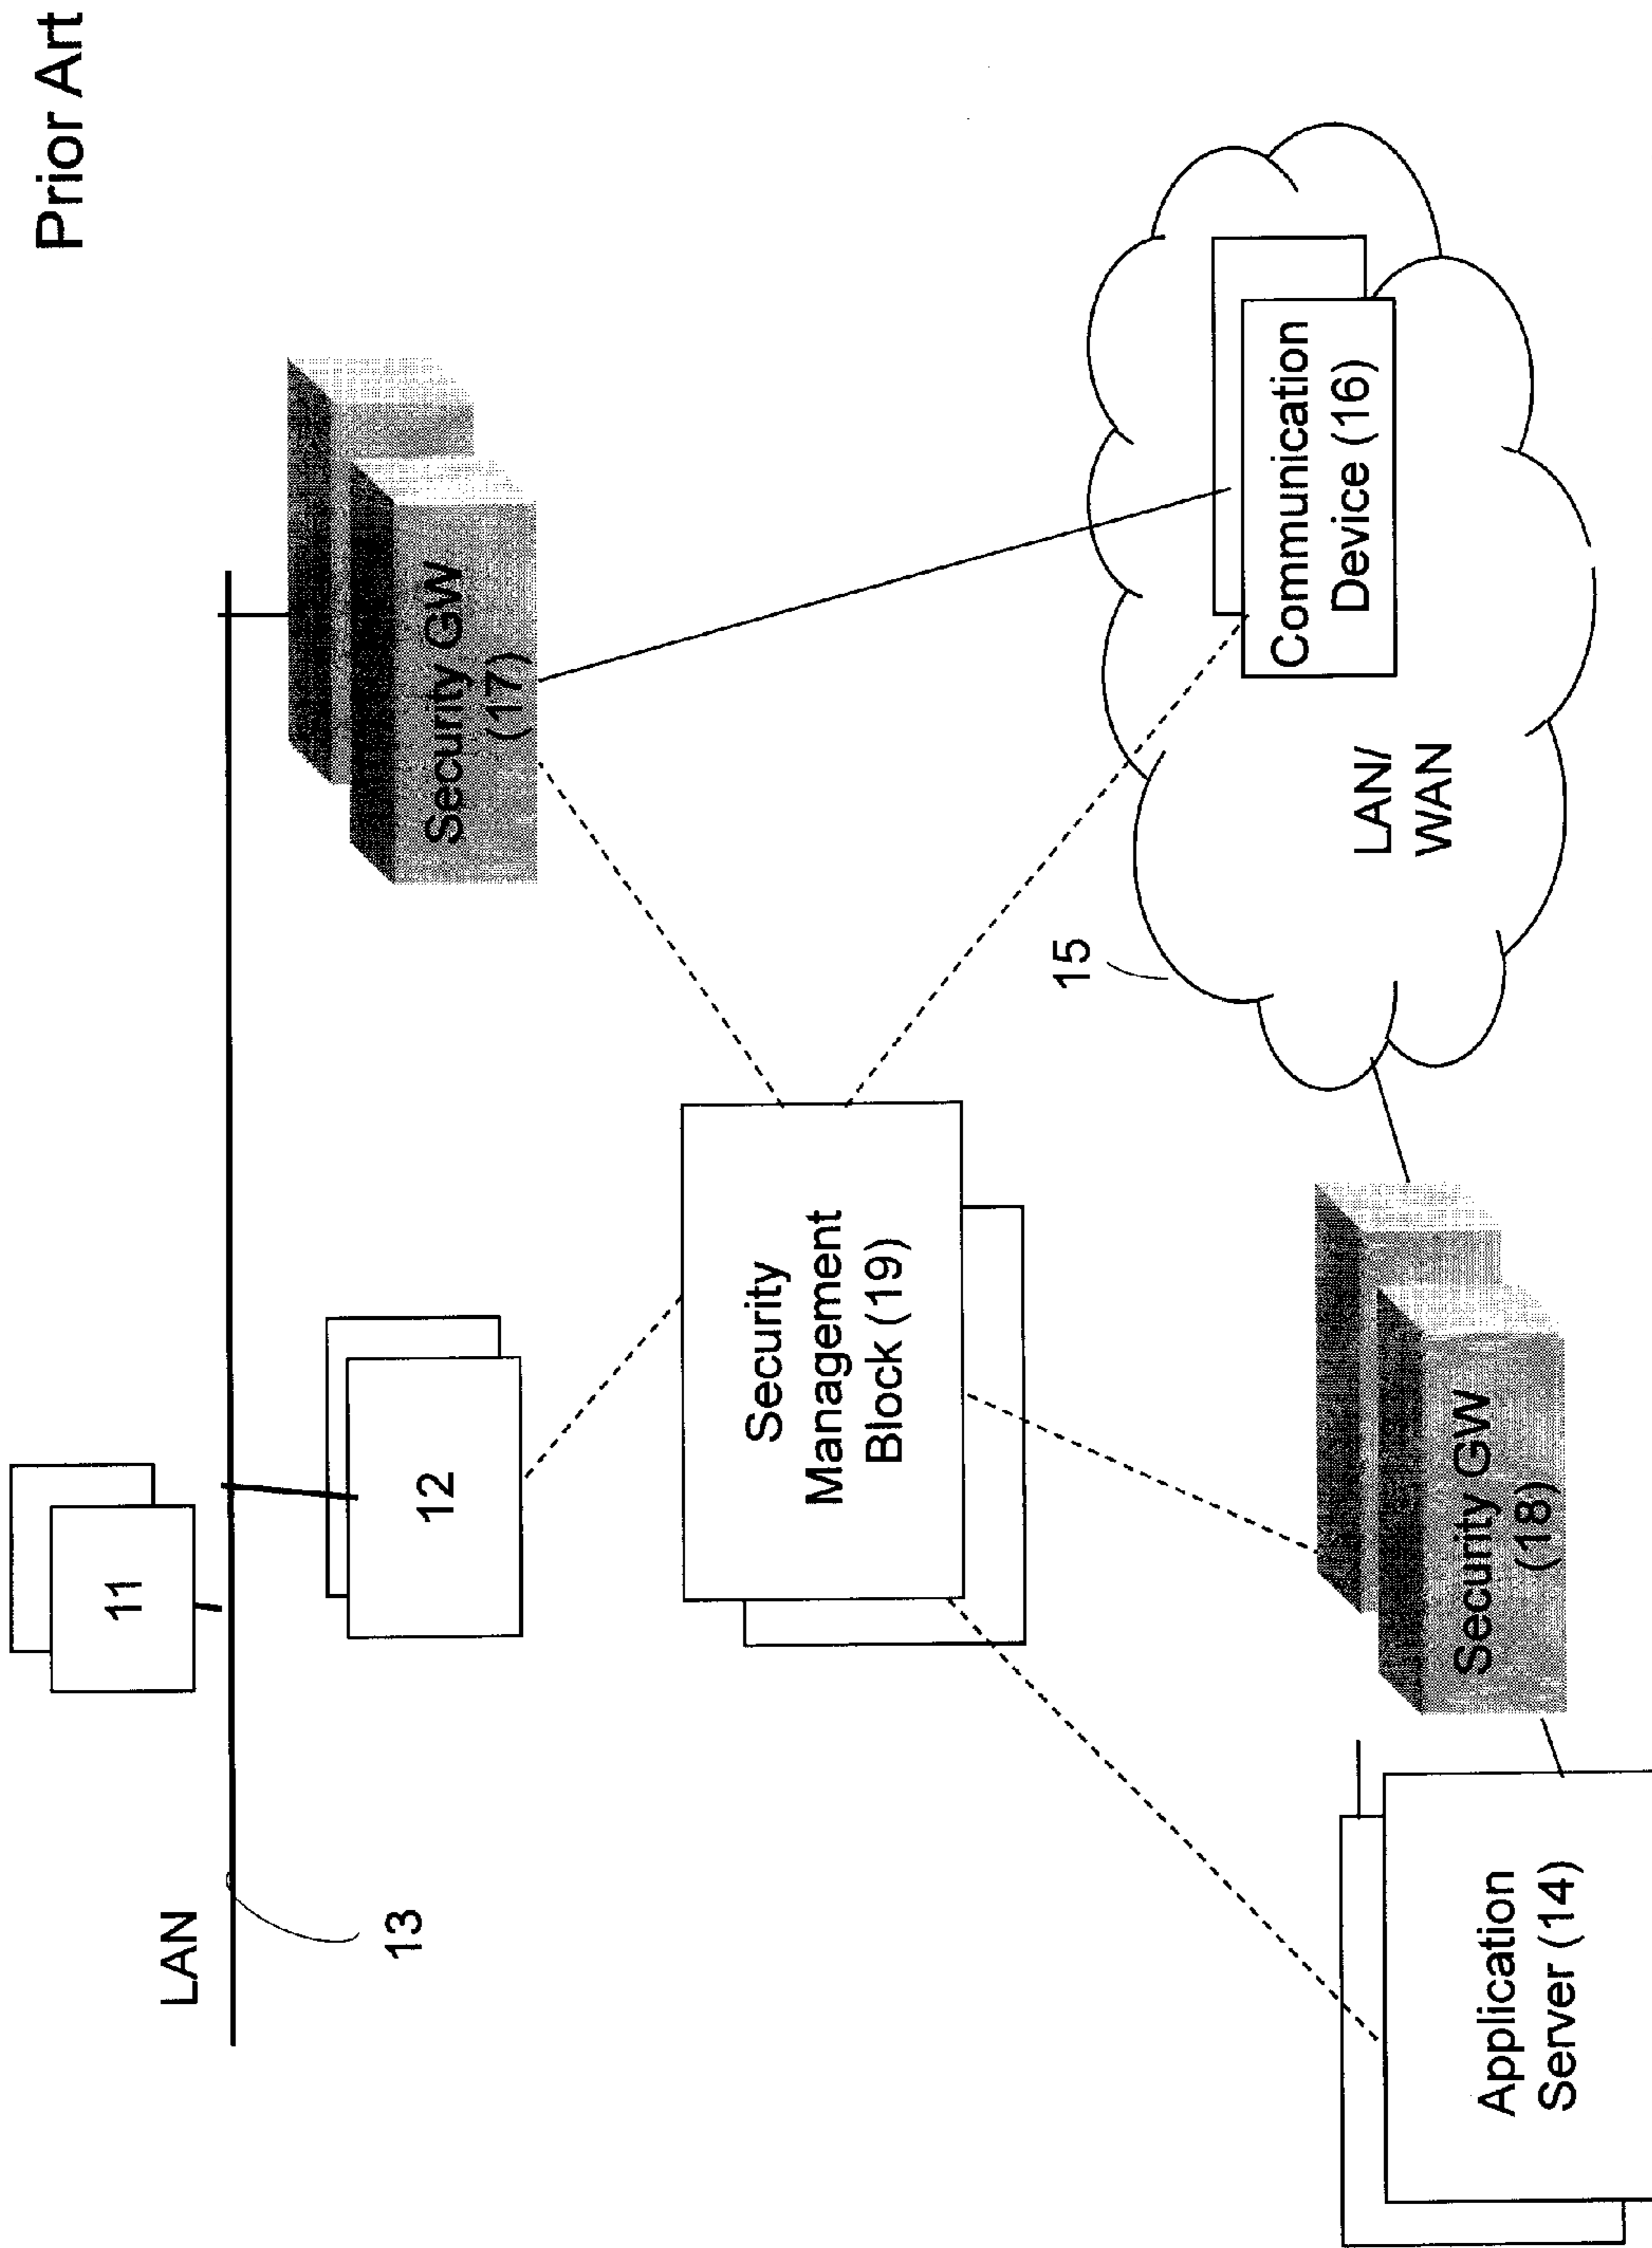 Prior Art
LAN
13
11
12
Security GW
(17)
Security
Management
Block (19)
15
LAN/
WAN
Communication
Device (16)
Security GW
(18)
Application
Server (14)